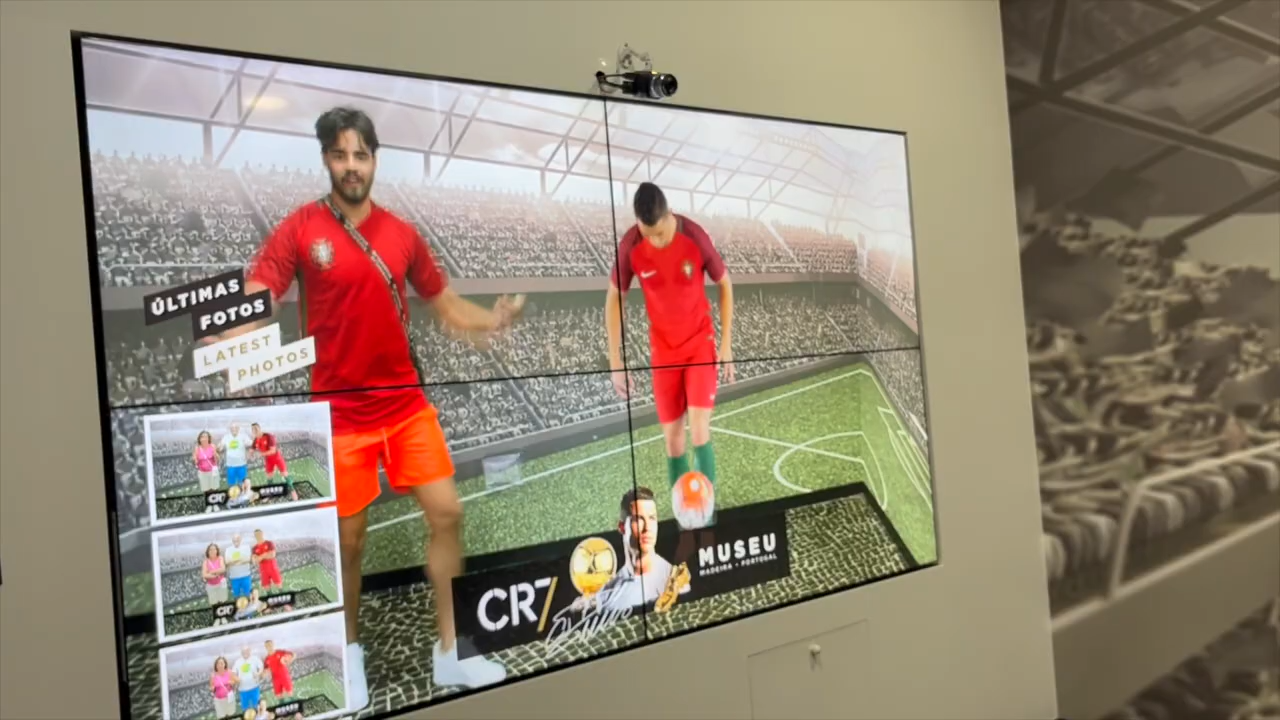 ÚLTIMAS
FOTOS
LATEST
PHOTOS
CR7
MUSEU
MADEIRA • PORTUGAL